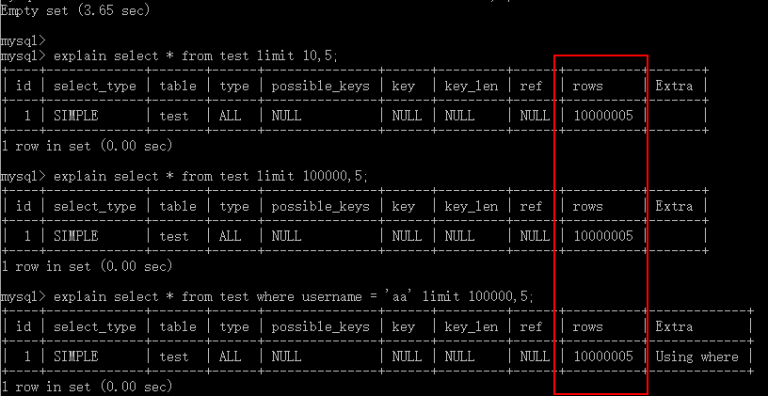 Empty set (3.65 sec)
mysql>
mysql> explain select * from test limit 10,5;
+----+-------------+-------+------+---------------+------+---------+------+----------+-------+
| id | select_type | table | type | possible_keys | key | key_len | ref | rows | Extra |
+----+-------------+-------+------+---------------+------+---------+------+----------+-------+
| 1 | SIMPLE | test | ALL | NULL | NULL | NULL | NULL | 10000005 | |
+----+-------------+-------+------+---------------+------+---------+------+----------+-------+
1 row in set (0.00 sec)
mysql> explain select * from test limit 100000,5;
+----+-------------+-------+------+---------------+------+---------+------+----------+-------+
| id | select_type | table | type | possible_keys | key | key_len | ref | rows | Extra |
+----+-------------+-------+------+---------------+------+---------+------+----------+-------+
| 1 | SIMPLE | test | ALL | NULL | NULL | NULL | NULL | 10000005 | |
+----+-------------+-------+------+---------------+------+---------+------+----------+-------+
1 row in set (0.00 sec)
mysql> explain select * from test where username = 'aa' limit 100000,5;
+----+-------------+-------+------+---------------+------+---------+------+----------+-------------+
| id | select_type | table | type | possible_keys | key | key_len | ref | rows | Extra |
+----+-------------+-------+------+---------------+------+---------+------+----------+-------------+
| 1 | SIMPLE | test | ALL | NULL | NULL | NULL | NULL | 10000005 | Using where |
+----+-------------+-------+------+---------------+------+---------+------+----------+-------------+
1 row in set (0.00 sec)